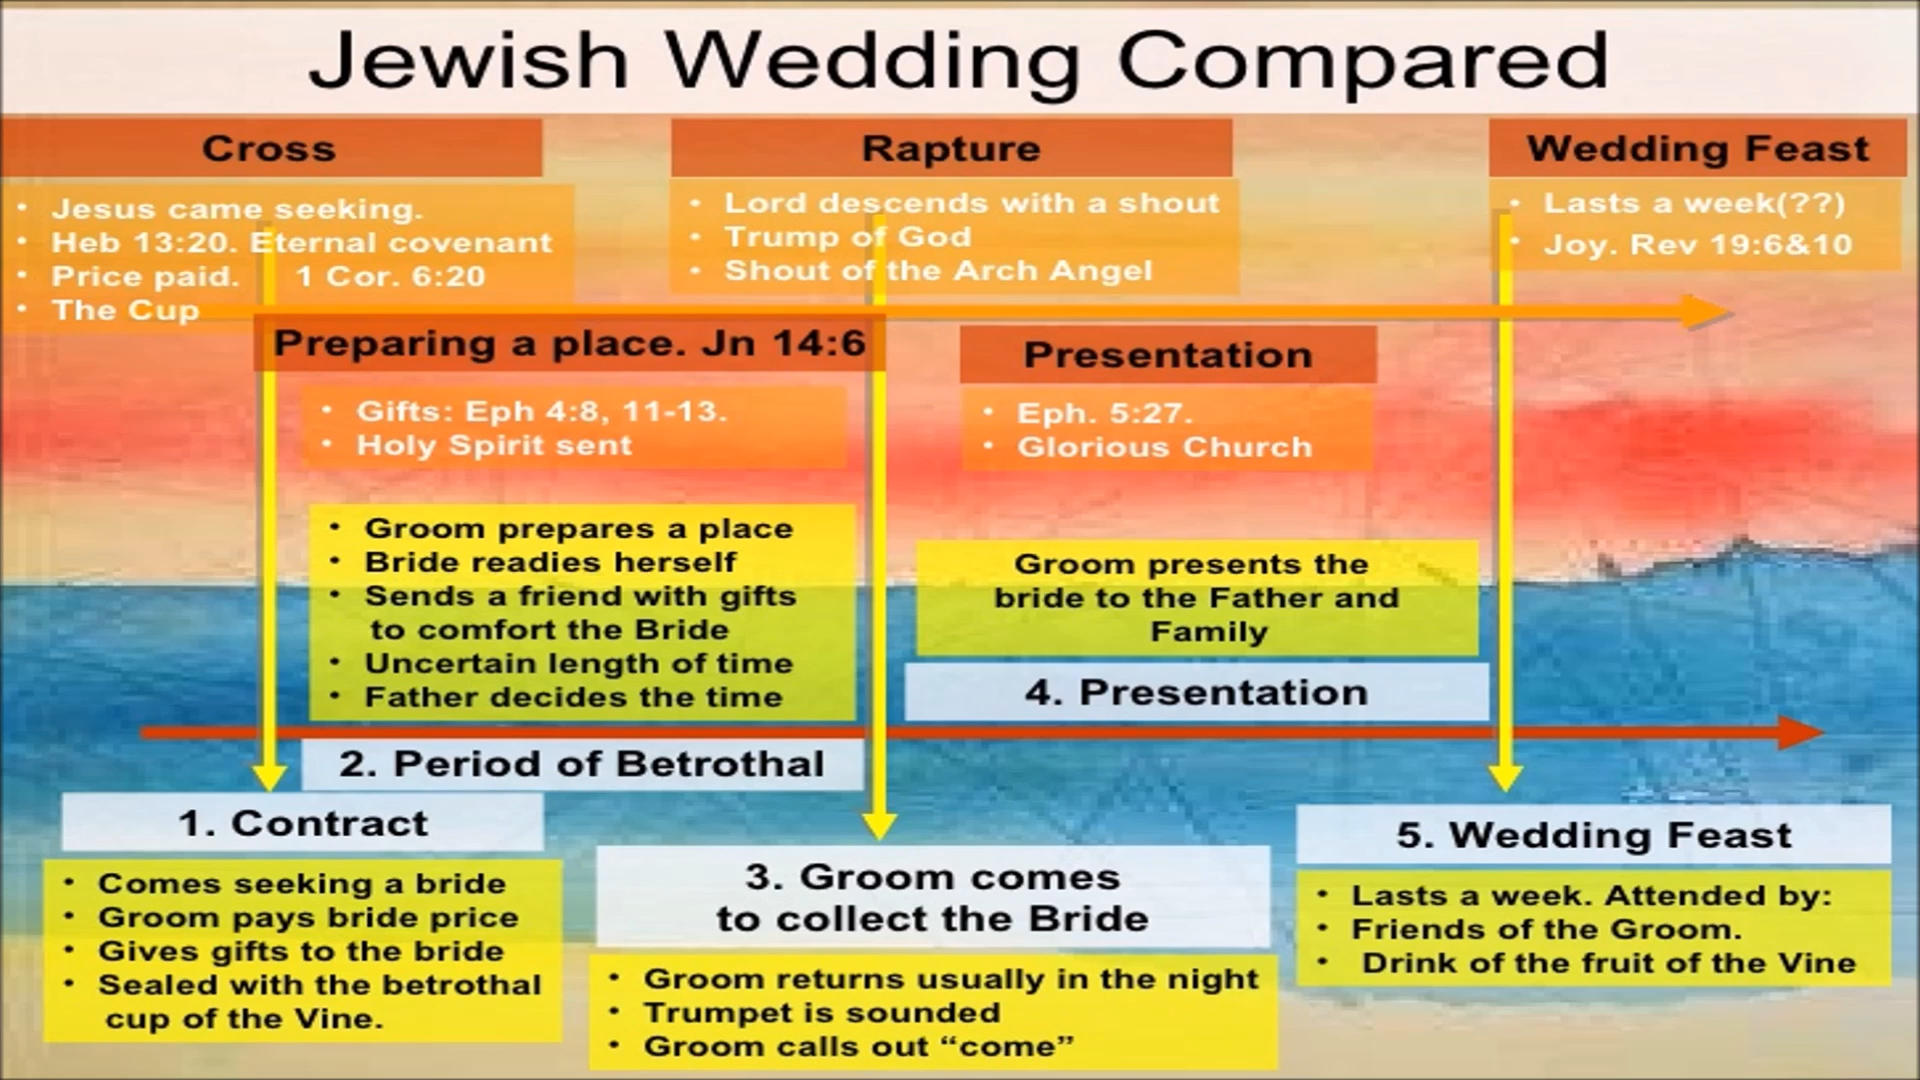 Jewish Wedding Compared
Cross
• Jesus came seeking.
• Heb 13:20. Eternal covenant
• Price paid. 1 Cor. 6:20
• The Cup
Rapture
• Lord descends with a shout
• Trump of God
• Shout of the Arch Angel
Wedding Feast
• Lasts a week(??)
• Joy. Rev 19:6&10
Preparing a place. Jn 14:6
• Gifts: Eph 4:8, 11-13.
• Holy Spirit sent
Presentation
• Eph. 5:27.
• Glorious Church
• Groom prepares a place
• Bride readies herself
• Sends a friend with gifts
to comfort the Bride
• Uncertain length of time
• Father decides the time
Groom presents the
bride to the Father and
Family
4. Presentation
2. Period of Betrothal
1. Contract
• Comes seeking a bride
• Groom pays bride price
• Gives gifts to the bride
• Sealed with the betrothal
cup of the Vine.
3. Groom comes
to collect the Bride
• Groom returns usually in the night
• Trumpet is sounded
• Groom calls out “come”
5. Wedding Feast
• Lasts a week. Attended by:
• Friends of the Groom.
• Drink of the fruit of the Vine